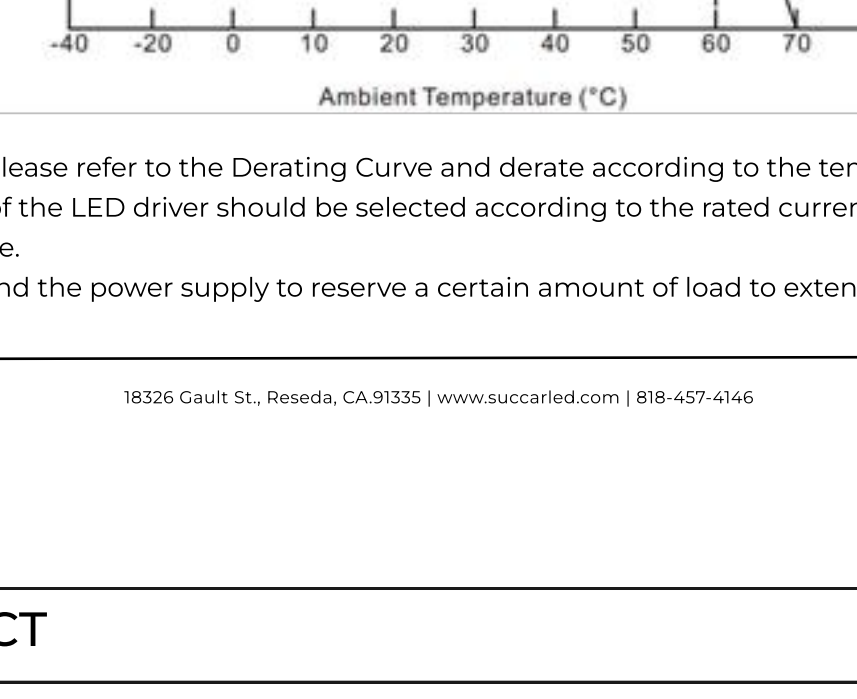 -40 -20 0 10 20 30 40 50 60 70
Ambient Temperature (°C)
lease refer to the Derating Curve and derate according to the ten
of the LED driver should be selected according to the rated curren
e.
nd the power supply to reserve a certain amount of load to exten
18326 Gault St., Reseda, CA.91335 | www.succarled.com | 818-457-4146
CT